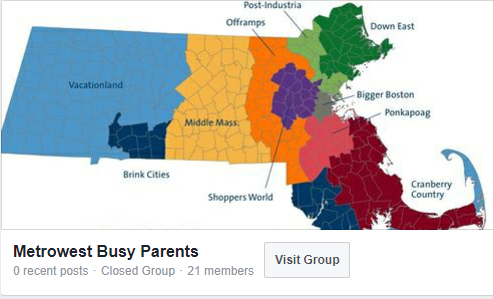 Post-Industria
Offramps
Down East
Vacationland
Bigger Boston
Middle Mass.
Ponkapoag
Brink Cities
Shoppers World
Cranberry
Country
Metrowest Busy Parents
0 recent posts · Closed Group · 21 members
Visit Group